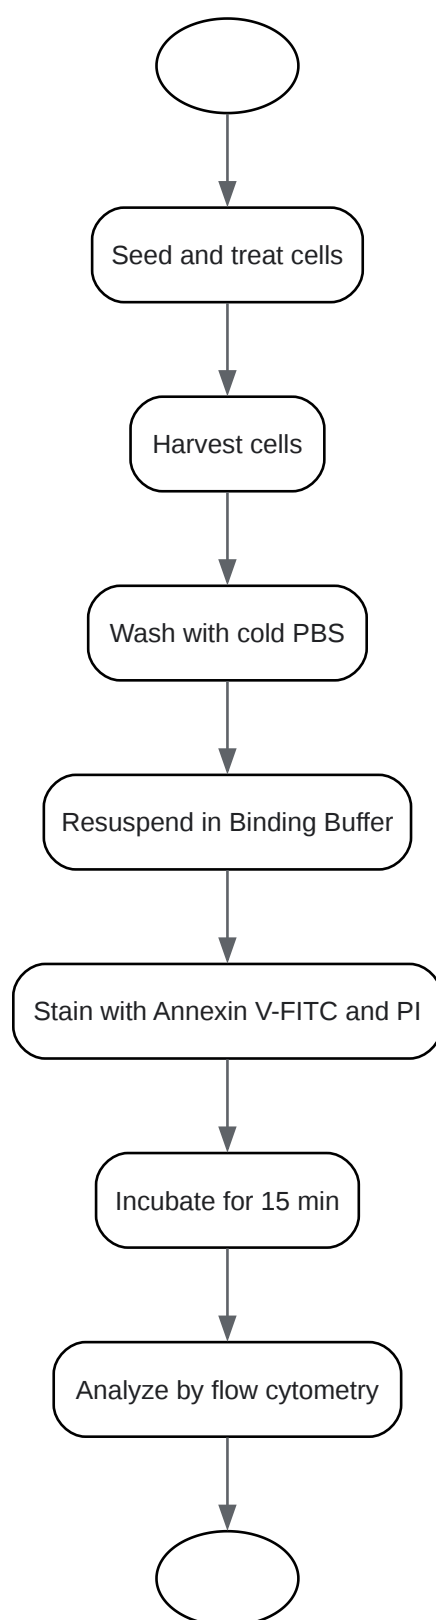 Seed and treat cells
Harvest cells
Wash with cold PBS
Resuspend in Binding Buffer
Stain with Annexin V-FITC and PI
Incubate for 15 min
Analyze by flow cytometry